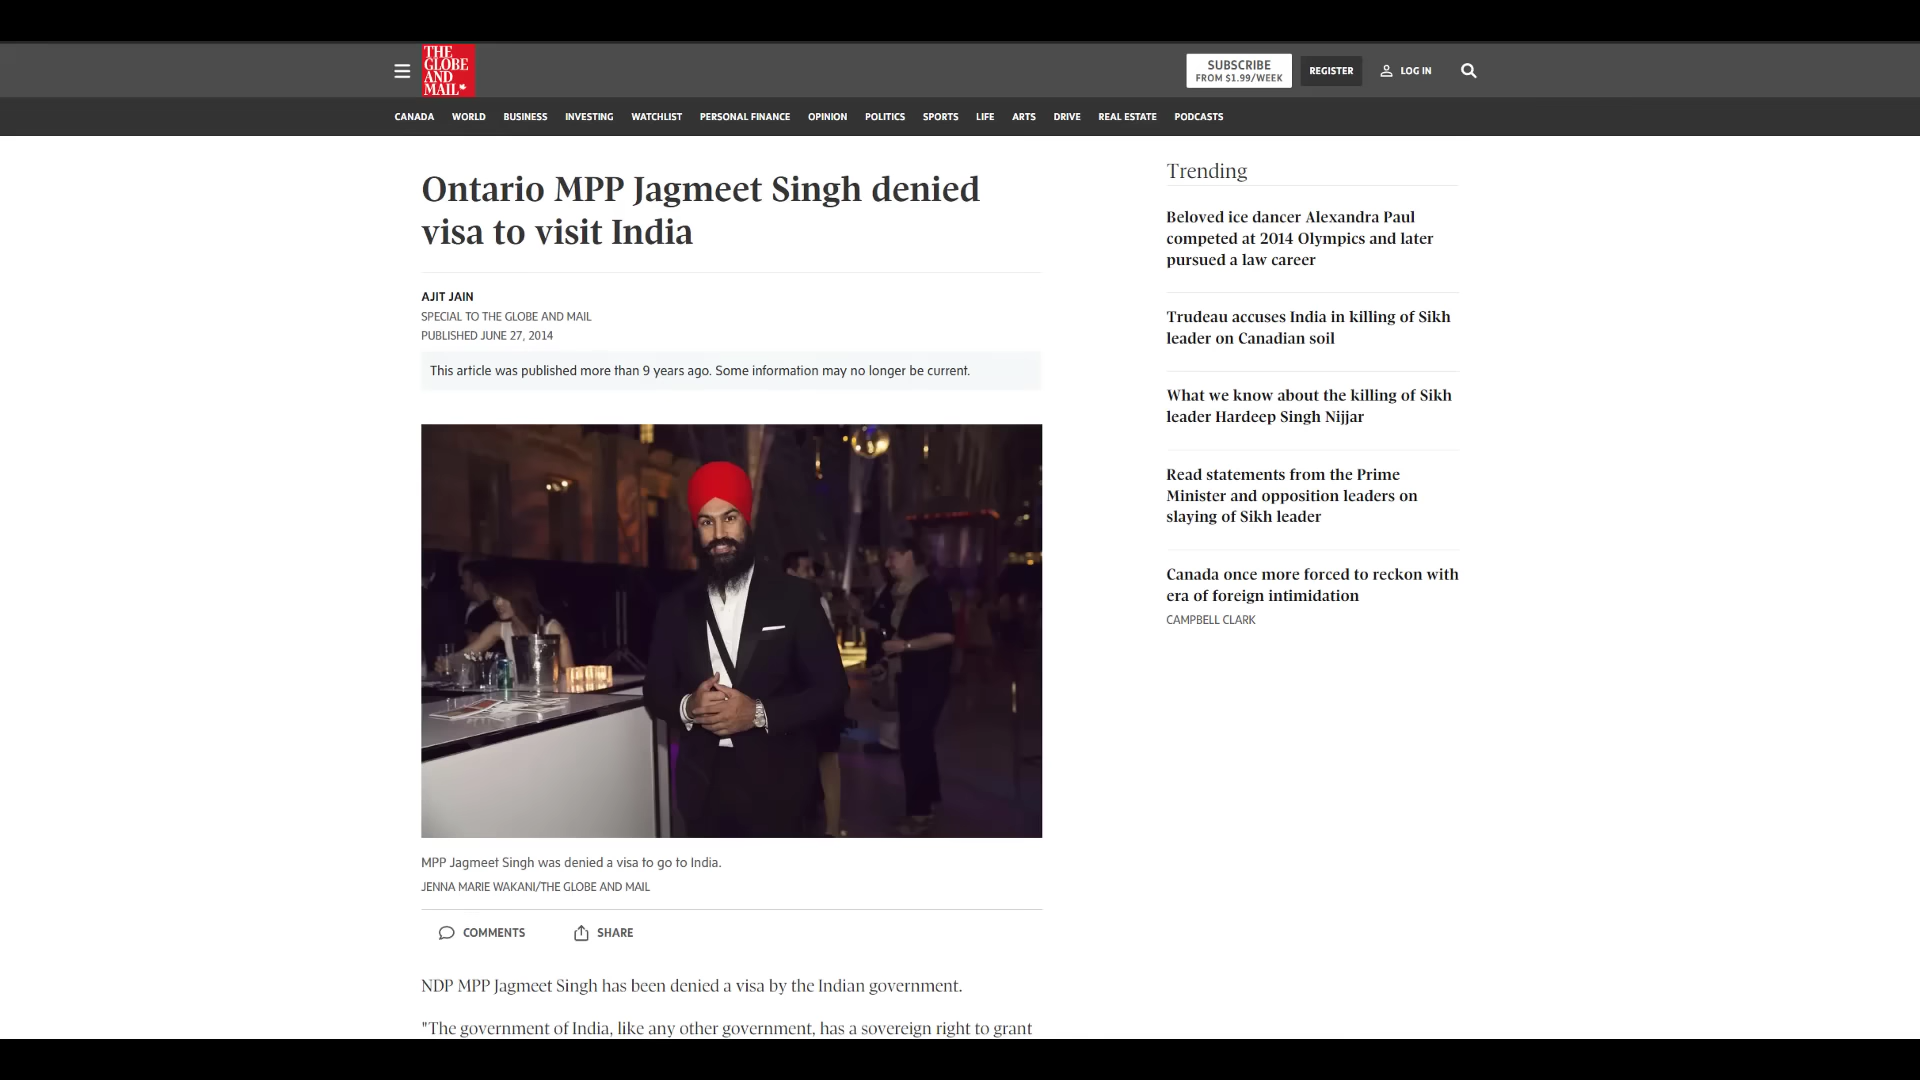 THE
GLOBE
AND
MAIL
SUBSCRIBE
FROM $1.99/WEEK
REGISTER
LOG IN
CANADA WORLD BUSINESS INVESTING WATCHLIST PERSONAL FINANCE OPINION POLITICS SPORTS LIFE ARTS DRIVE REAL ESTATE PODCASTS
Ontario MPP Jagmeet Singh denied
visa to visit India
AJIT JAIN
SPECIAL TO THE GLOBE AND MAIL
PUBLISHED JUNE 27, 2014
This article was published more than 9 years ago. Some information may no longer be current.
MPP Jagmeet Singh was denied a visa to go to India.
JENNA MARIE WAKANI/THE GLOBE AND MAIL
COMMENTS SHARE
NDP MPP Jagmeet Singh has been denied a visa by the Indian government.
"The government of India, like any other government, has a sovereign right to grant
Trending
Beloved ice dancer Alexandra Paul
competed at 2014 Olympics and later
pursued a law career
Trudeau accuses India in killing of Sikh
leader on Canadian soil
What we know about the killing of Sikh
leader Hardeep Singh Nijjar
Read statements from the Prime
Minister and opposition leaders on
slaying of Sikh leader
Canada once more forced to reckon with
era of foreign intimidation
CAMPBELL CLARK